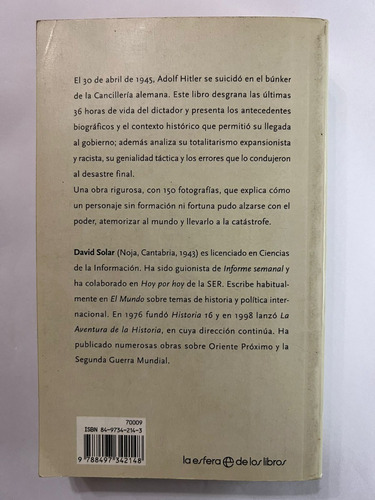 El 30 de abril de 1945, Adolf Hitler se suicidó en el búnker
de la Cancillería alemana. Este libro desgrana las últimas
36 horas de vida del dictador y presenta los antecedentes
biográficos y el contexto histórico que permitió su llegada
al gobierno; además analiza su totalitarismo expansionista
y racista, su genialidad táctica y los errores que lo condujeron
al desastre final.
Una obra rigurosa, con 150 fotografías, que explica cómo
un personaje sin formación ni fortuna pudo alzarse con el
poder, atemorizar al mundo y llevarlo a la catástrofe.
David Solar (Noja, Cantabria, 1943) es licenciado en Ciencias
de la Información. Ha sido guionista de Informe semanal y
ha colaborado en Hoy por hoy de la SER. Escribe habitual-
mente en El Mundo sobre temas de historia y política inter-
nacional. En 1976 fundó Historia 16 y en 1998 lanzó La
Aventura de la Historia, en cuya dirección continúa. Ha
publicado numerosas obras sobre Oriente Próximo y la
Segunda Guerra Mundial.
70009
ISBN 84-9734-214-3
9 788497 342148
la esfera de los libros